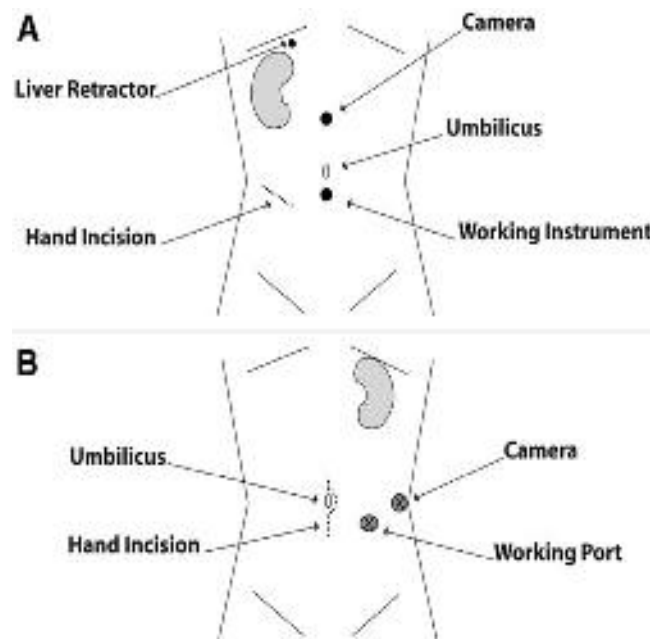 A
Camera
Liver Retractor
Umbilicus
Hand Incision
Working Instrument
B
Umbilicus
Camera
Hand Incision
Working Port